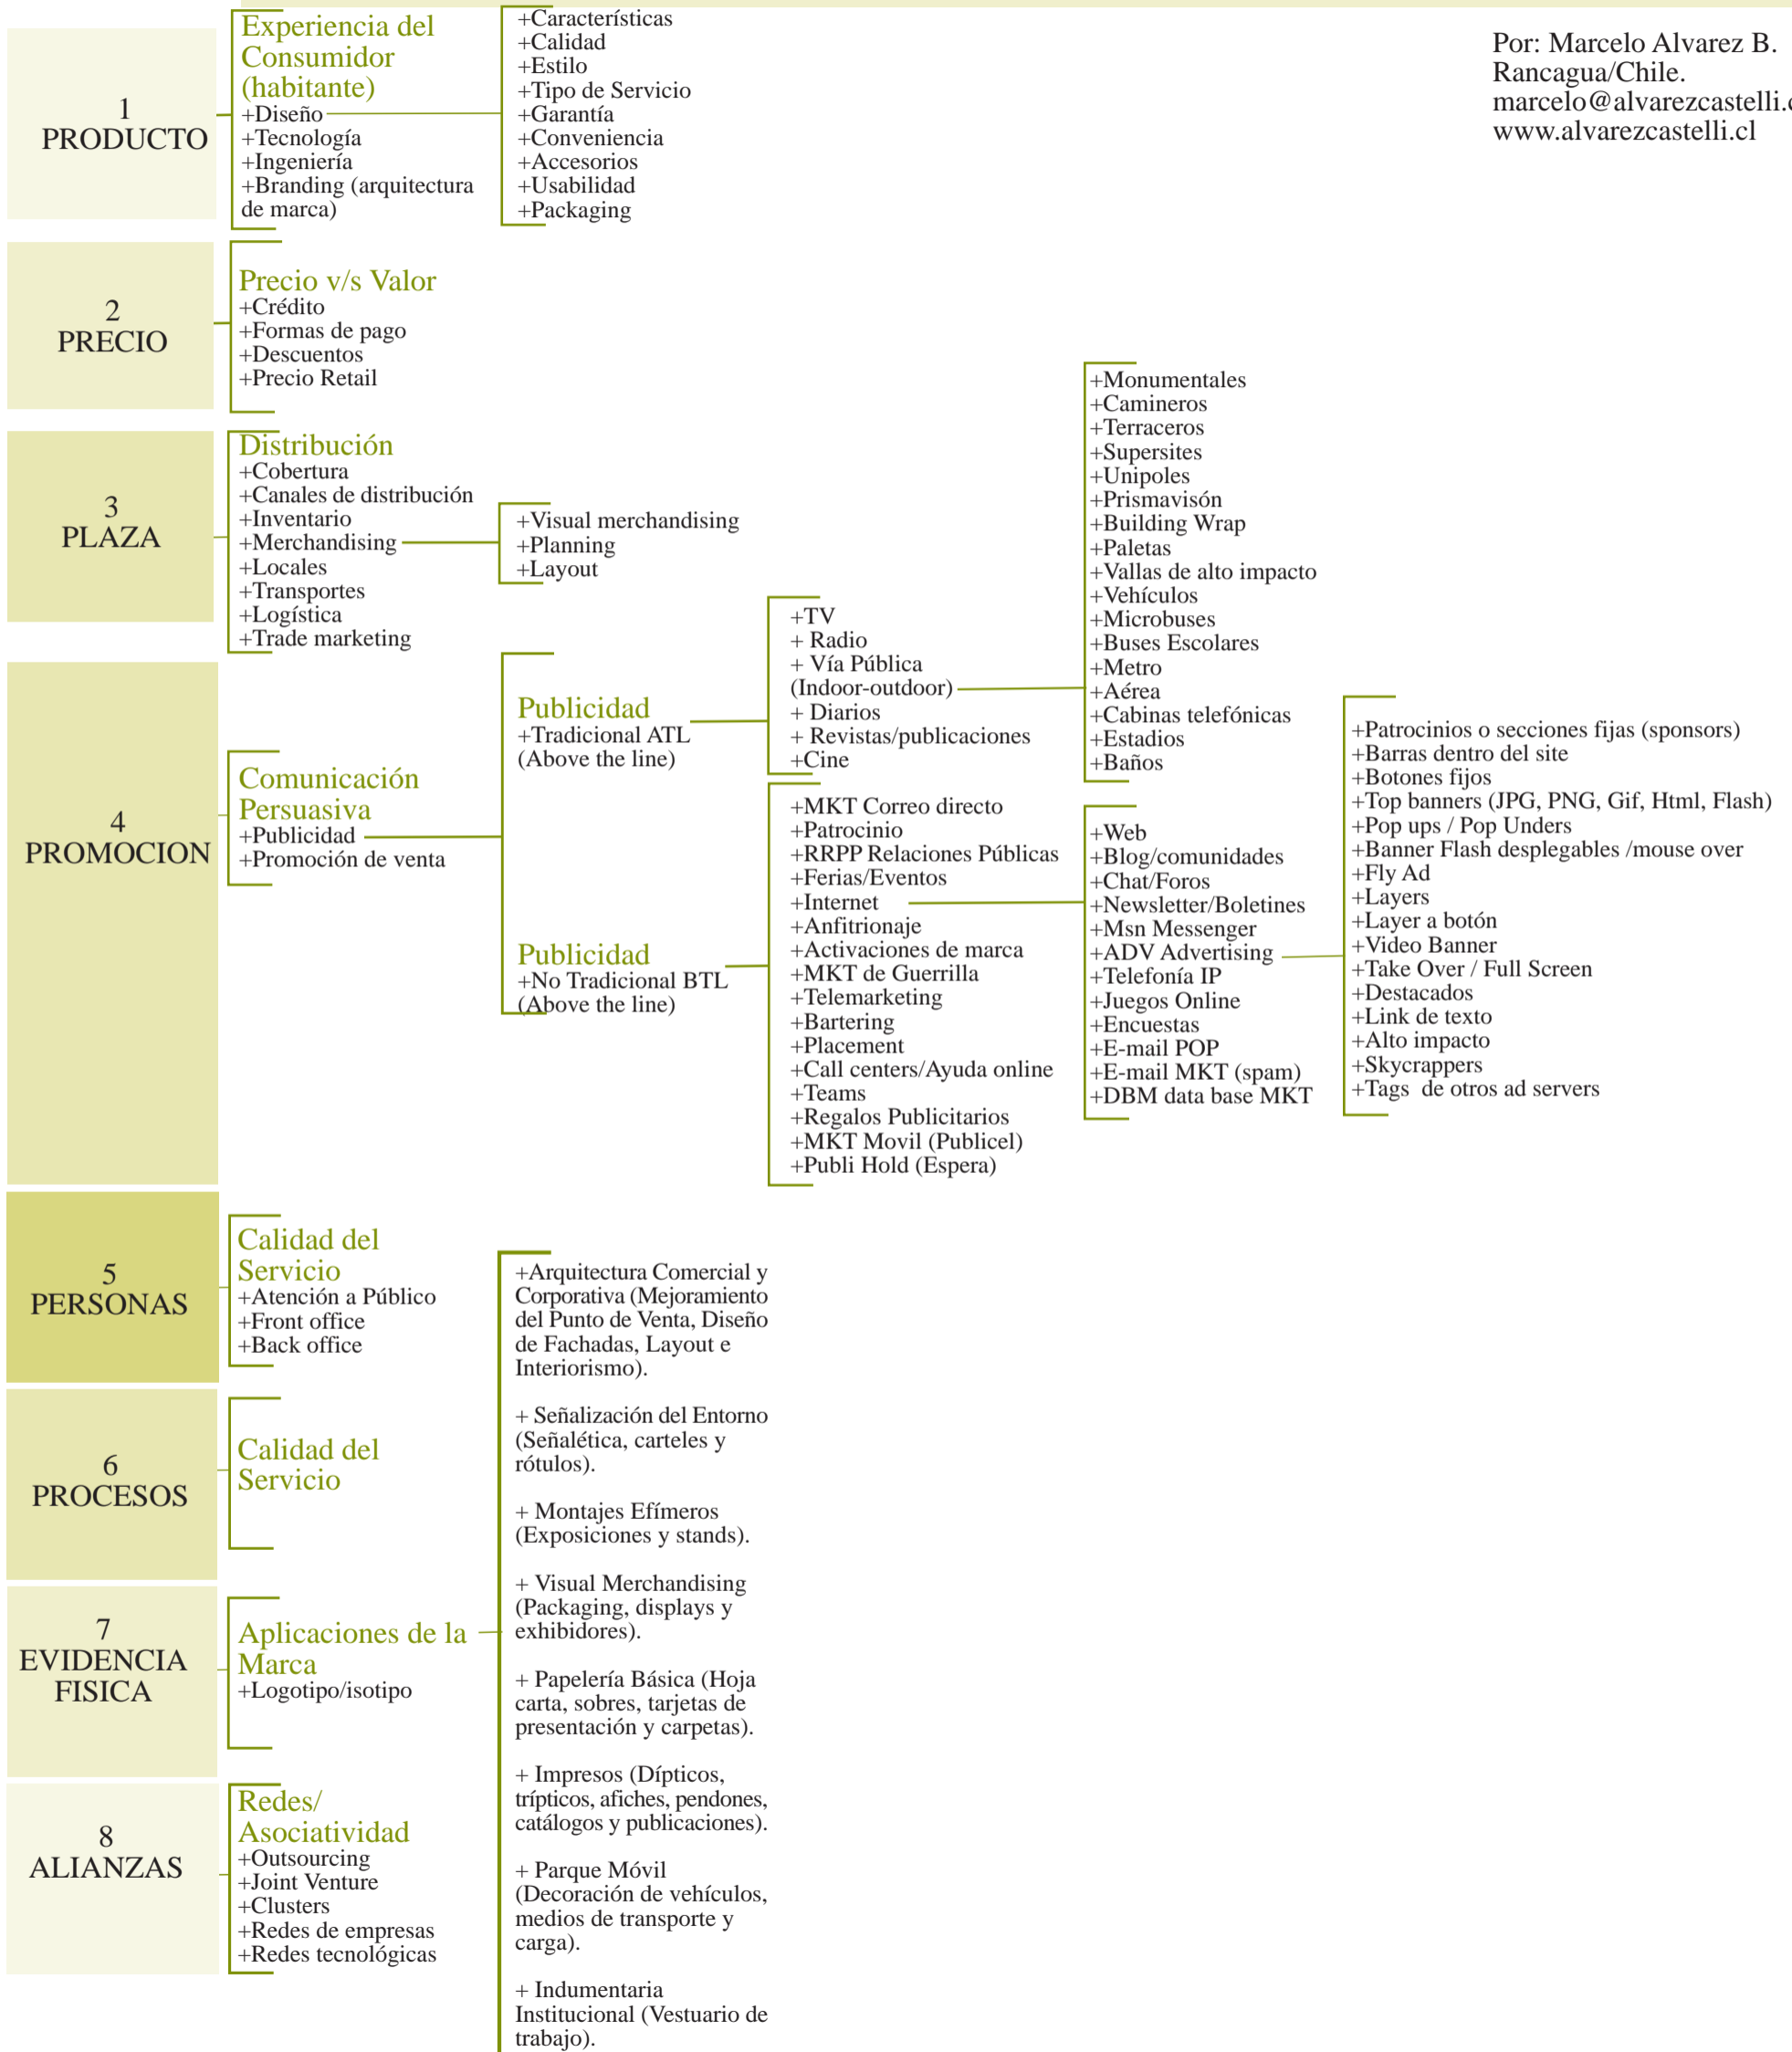 Por: Marcelo Alvarez B.
Rancagua/Chile.
marcelo@alvarezcastelli.c
www.alvarezcastelli.cl
1
PRODUCTO
Experiencia del
Consumidor
(habitante)
+Diseño
+Tecnología
+Ingeniería
+Branding (arquitectura
de marca)
+Características
+Calidad
+Estilo
+Tipo de Servicio
+Garantía
+Conveniencia
+Accesorios
+Usabilidad
+Packaging
2
PRECIO
Precio v/s Valor
+Crédito
+Formas de pago
+Descuentos
+Precio Retail
3
PLAZA
Distribución
+Cobertura
+Canales de distribución
+Inventario
+Merchandising
+Locales
+Transportes
+Logística
+Trade marketing
+Visual merchandising
+Planning
+Layout
4
PROMOCION
Comunicación
Persuasiva
+Publicidad
+Promoción de venta
Publicidad
+Tradicional ATL
(Above the line)
+TV
+ Radio
+ Vía Pública
(Indoor-outdoor)
+ Diarios
+ Revistas/publicaciones
+Cine
+Monumentales
+Camineros
+Terraceros
+Supersites
+Unipoles
+Prismavisón
+Building Wrap
+Paletas
+Vallas de alto impacto
+Vehículos
+Microbuses
+Buses Escolares
+Metro
+Aérea
+Cabinas telefónicas
+Estadios
+Baños
Publicidad
+No Tradicional BTL
(Above the line)
+MKT Correo directo
+Patrocinio
+RRPP Relaciones Públicas
+Ferias/Eventos
+Internet
+Anfitrionaje
+Activaciones de marca
+MKT de Guerrilla
+Telemarketing
+Bartering
+Placement
+Call centers/Ayuda online
+Teams
+Regalos Publicitarios
+MKT Movil (Publicel)
+Publi Hold (Espera)
+Web
+Blog/comunidades
+Chat/Foros
+Newsletter/Boletines
+Msn Messenger
+ADV Advertising
+Telefonía IP
+Juegos Online
+Encuestas
+E-mail POP
+E-mail MKT (spam)
+DBM data base MKT
+Patrocinios o secciones fijas (sponsors)
+Barras dentro del site
+Botones fijos
+Top banners (JPG, PNG, Gif, Html, Flash)
+Pop ups / Pop Unders
+Banner Flash desplegables /mouse over
+Fly Ad
+Layers
+Layer a botón
+Video Banner
+Take Over / Full Screen
+Destacados
+Link de texto
+Alto impacto
+Skycrappers
+Tags  de otros ad servers
5
PERSONAS
Calidad del
Servicio
+Atención a Público
+Front office
+Back office
6
PROCESOS
Calidad del
Servicio
7
EVIDENCIA
FISICA
Aplicaciones de la
Marca
+Logotipo/isotipo
+Arquitectura Comercial y
Corporativa (Mejoramiento
del Punto de Venta, Diseño
de Fachadas, Layout e
Interiorismo).
+ Señalización del Entorno
(Señalética, carteles y
rótulos).
+ Montajes Efímeros
(Exposiciones y stands).
+ Visual Merchandising
(Packaging, displays y
exhibidores).
+ Papelería Básica (Hoja
carta, sobres, tarjetas de
presentación y carpetas).
+ Impresos (Dípticos,
trípticos, afiches, pendones,
catálogos y publicaciones).
+ Parque Móvil
(Decoración de vehículos,
medios de transporte y
carga).
+ Indumentaria
Institucional (Vestuario de
trabajo).
8
ALIANZAS
Redes/
Asociatividad
+Outsourcing
+Joint Venture
+Clusters
+Redes de empresas
+Redes tecnológicas